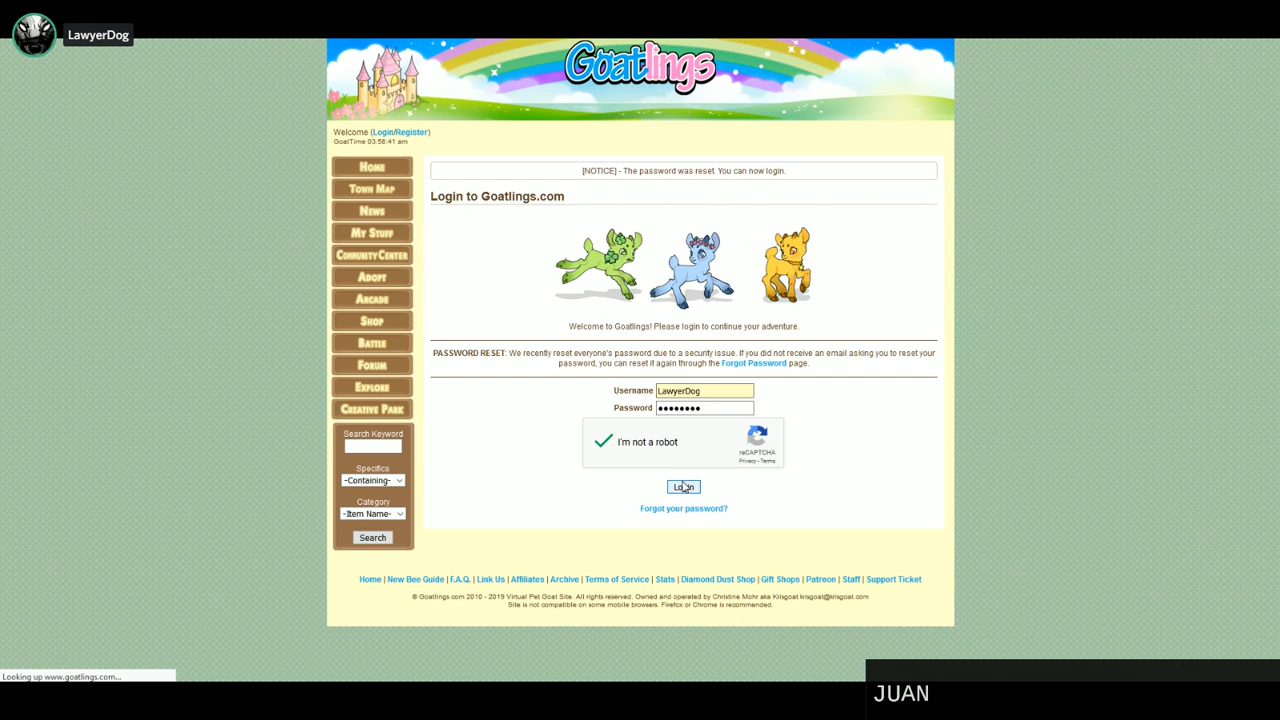 LawyerDog
Goatlings
Welcome (Login/Register)
GoatTime 03:58:41 am
HOME
TOWN MAP
NEWS
MY STUFF
COMMUNITY CENTER
ADOPT
ARCADE
SHOP
BATTLE
FORUM
EXPLORE
CREATIVE PARK
Search Keyword
Specifics
-Containing-
Category
-Item Name-
Search
[NOTICE] - The password was reset. You can now login.
Login to Goatlings.com
Welcome to Goatlings! Please login to continue your adventure.
PASSWORD RESET: We recently reset everyone's password due to a security issue. If you did not receive an email asking you to reset your
password, you can reset it again through the Forgot Password page.
Username LawyerDog
Password ●●●●●●●●
I'm not a robot
reCAPTCHA
Privacy - Terms
Login
Forgot your password?
Home | New Bee Guide | F.A.Q. | Link Us | Affiliates | Archive | Terms of Service | Stats | Diamond Dust Shop | Gift Shops | Patreon | Staff | Support Ticket
© Goatlings.com 2010 - 2019 Virtual Pet Goat Site. All rights reserved. Owned and operated by Christine Mohr aka Krisgoat krisgoat@krisgoat.com
Site is not compatible on some mobile browsers. Firefox or Chrome is recommended.
Looking up www.goatlings.com...
JUAN